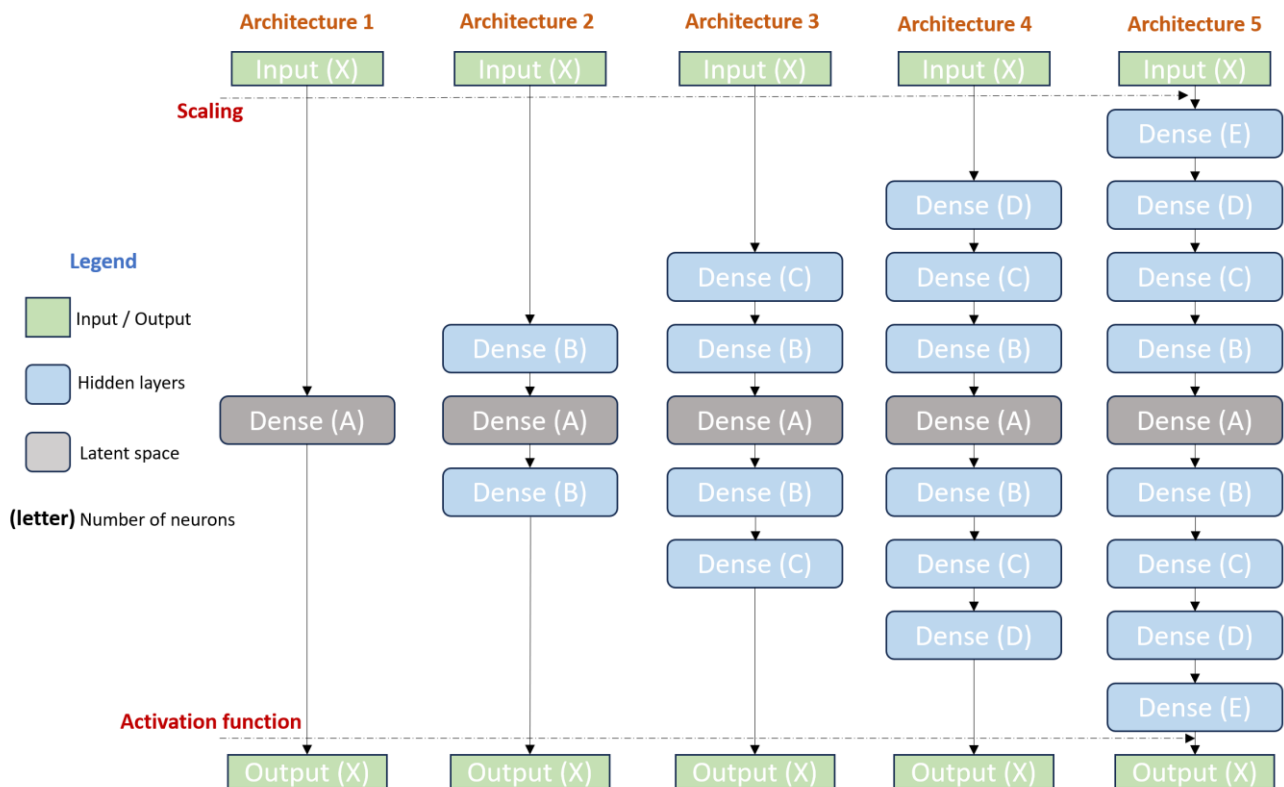 Architecture 1 Architecture 2 Architecture 3 Architecture 4 Architecture 5
Input (X) Input (X) Input (X) Input (X) Input (X)
Scaling
Dense (E)
Dense (D) Dense (D)
Legend
Dense (C) Dense (C) Dense (C)
Input / Output
Dense (B) Dense (B) Dense (B) Dense (B)
Hidden layers
Dense (A) Dense (A) Dense (A) Dense (A) Dense (A)
Latent space
Dense (B) Dense (B) Dense (B) Dense (B)
(letter) Number of neurons
Dense (C) Dense (C) Dense (C)
Dense (D) Dense (D)
Dense (E)
Activation function
Output (X) Output (X) Output (X) Output (X) Output (X)